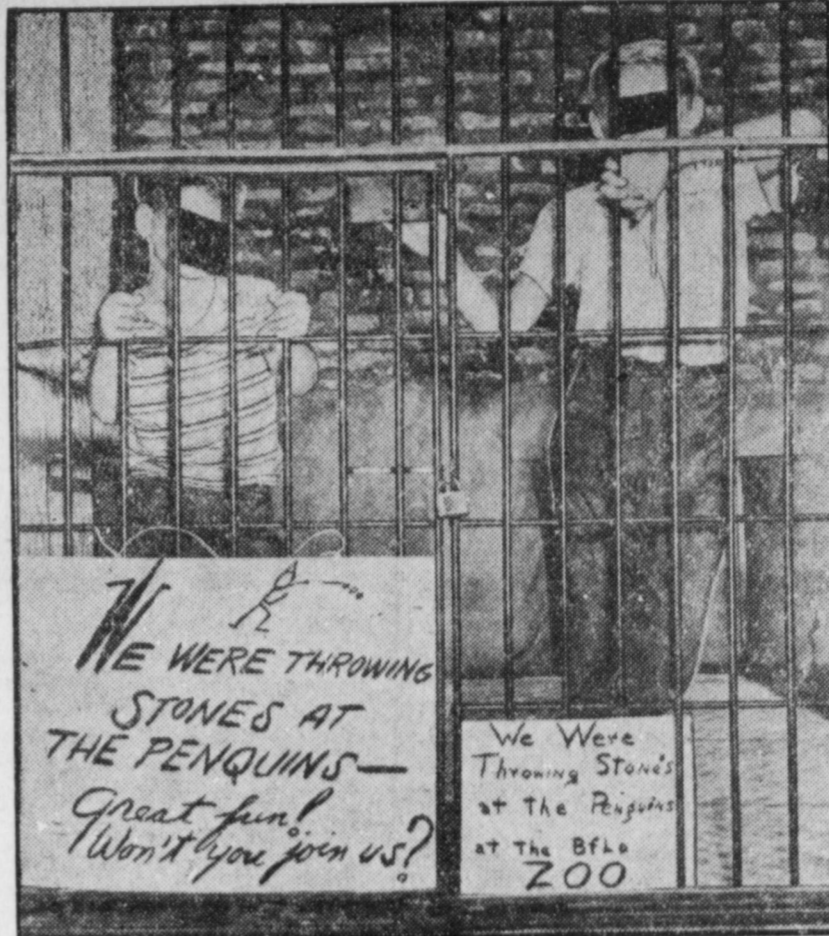 WE WERE THROWING
STONES AT
THE PENQUINS—
Great fun!
Won't you join us?
We Were
Throwing Stones
at the Penguins
at the Bflo
ZOO